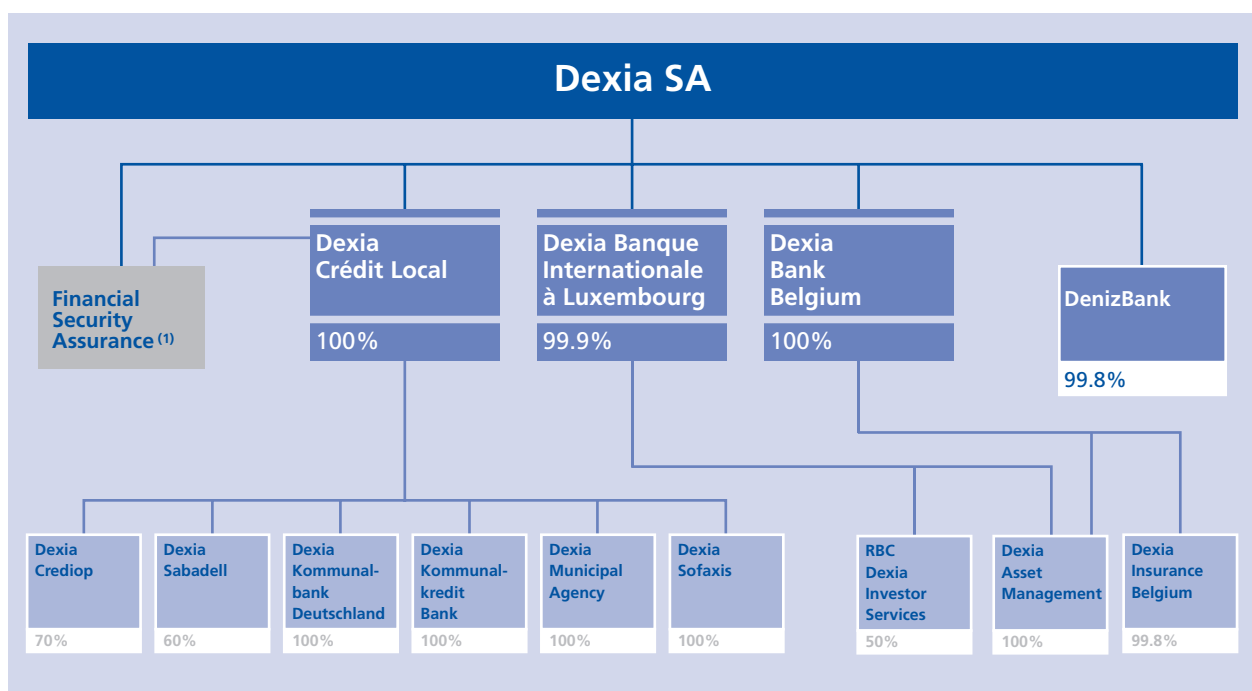 Dexia SA
Financial
Security
Assurance (1)
Dexia
Crédit Local
100%
Dexia Banque
Internationale
à Luxembourg
99.9%
Dexia
Bank
Belgium
100%
DenizBank
99.8%
Dexia
Crediop
70%
Dexia
Sabadell
60%
Dexia
Kommunal-
bank
Deutschland
100%
Dexia
Kommunal-
kredit
Bank
100%
Dexia
Municipal
Agency
100%
Dexia
Sofaxis
100%
RBC
Dexia
Investor
Services
50%
Dexia
Asset
Management
100%
Dexia
Insurance
Belgium
99.8%